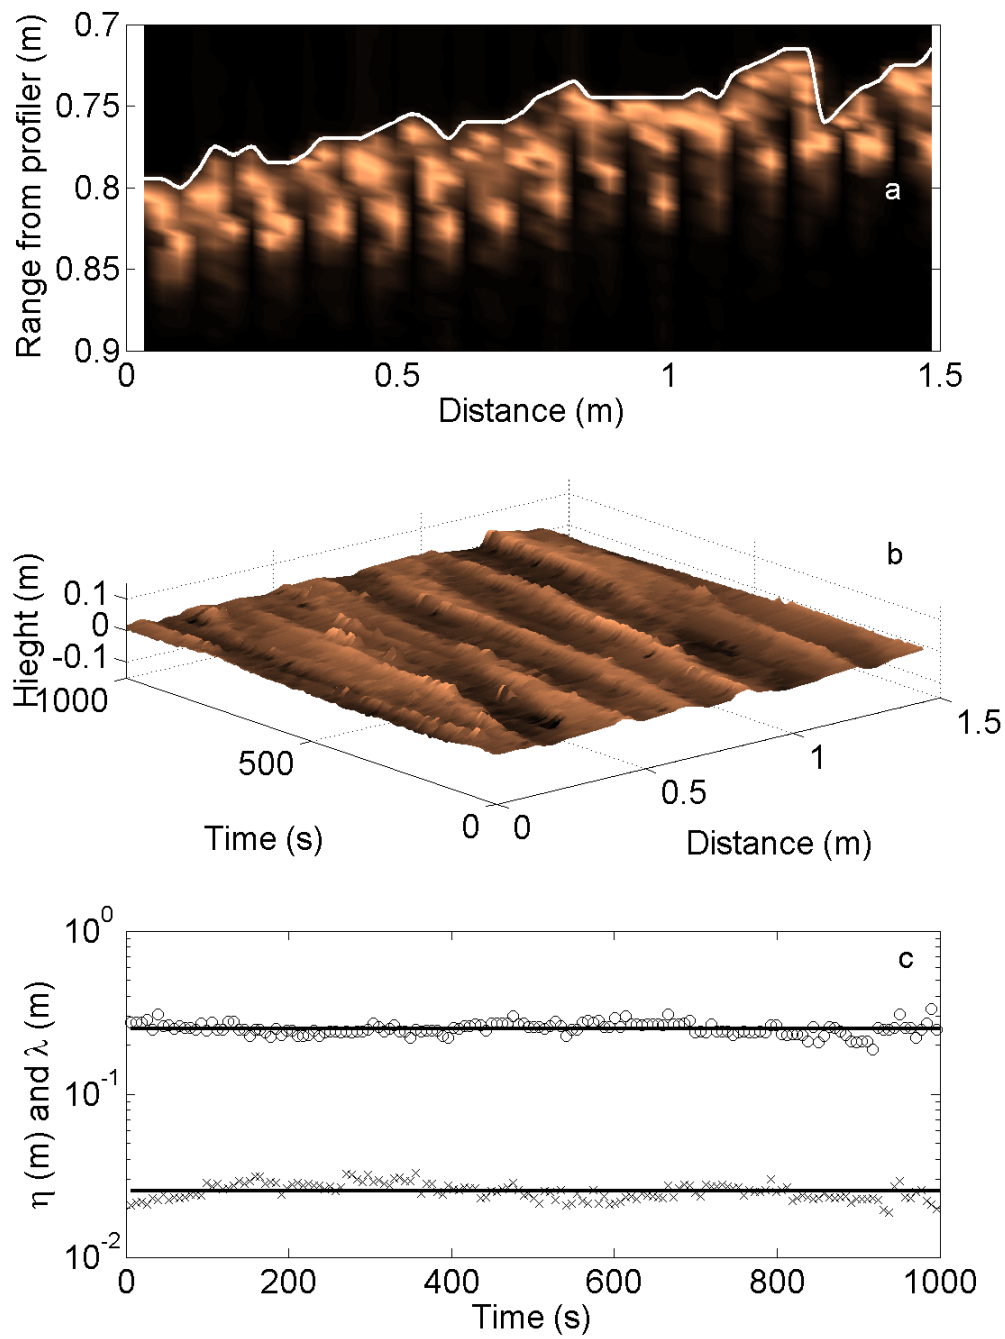 0.7
0.75
0.8
0.85
0.9
Range from profiler (m)
a
0
0.5
1
1.5
Distance (m)
b
Hieght (m)
0.1
0
-0.1
1000
500
0
0
0.5
1
1.5
Time (s)
Distance (m)
c
η (m) and λ (m)
10^0
10^-1
10^-2
0
200
400
600
800
1000
Time (s)